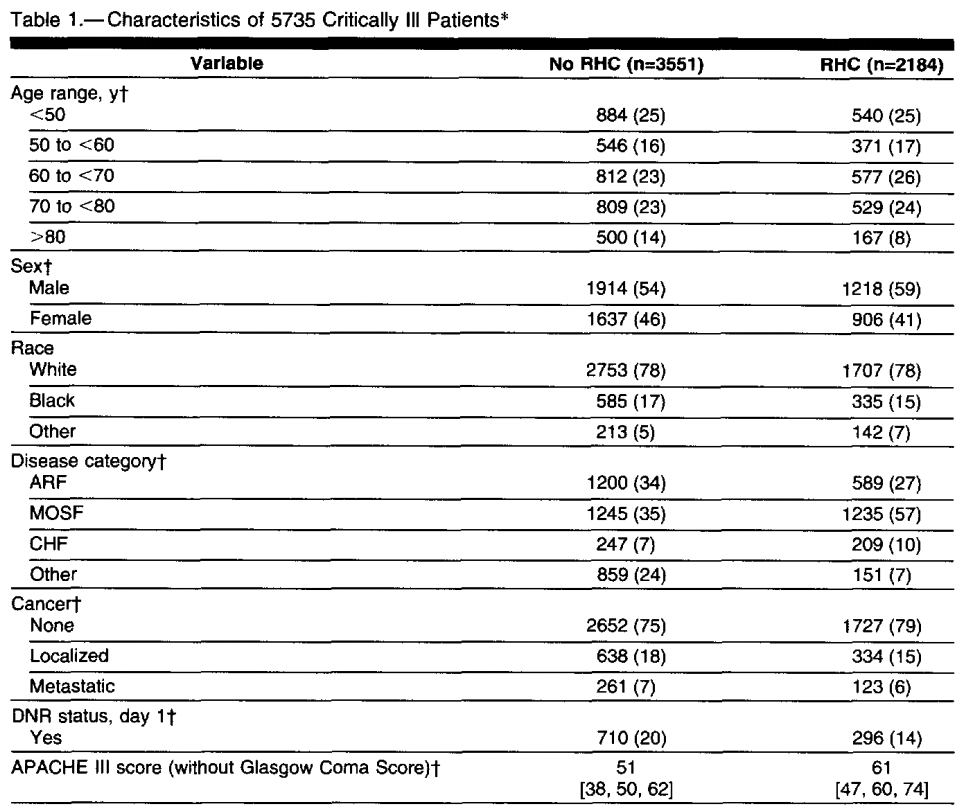 Table 1.—Characteristics of 5735 Critically Ill Patients*
Variable No RHC (n=3551) RHC (n=2184)
Age range, y†
<50 884 (25) 540 (25)
50 to <60 546 (16) 371 (17)
60 to <70 812 (23) 577 (26)
70 to <80 809 (23) 529 (24)
>80 500 (14) 167 (8)
Sex†
Male 1914 (54) 1218 (59)
Female 1637 (46) 906 (41)
Race
White 2753 (78) 1707 (78)
Black 585 (17) 335 (15)
Other 213 (5) 142 (7)
Disease category†
ARF 1200 (34) 589 (27)
MOSF 1245 (35) 1235 (57)
CHF 247 (7) 209 (10)
Other 859 (24) 151 (7)
Cancer†
None 2652 (75) 1727 (79)
Localized 638 (18) 334 (15)
Metastatic 261 (7) 123 (6)
DNR status, day 1†
Yes 710 (20) 296 (14)
APACHE III score (without Glasgow Coma Score)† 51 61
[38, 50, 62] [47, 60, 74]